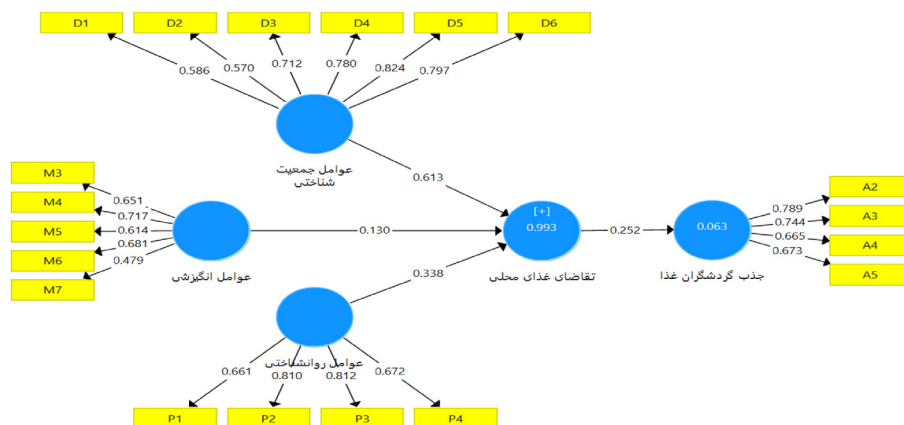 D1 D2 D3 D4 D5 D6
0.586 0.570 0.712 0.780 0.824 0.797
عوامل جمعیت
شناختی
0.613
M3
M4
M5
M6
M7
0.651
0.717
0.614
0.681
0.479
عوامل انگیزشی
0.130
[+]
0.993
تقاضای غذای محلی
0.252
0.063
جذب گردشگران غذا
0.789
0.744
0.665
0.673
A2
A3
A4
A5
0.338
عوامل روانشناختی
0.661 0.810 0.812 0.672
P1 P2 P3 P4